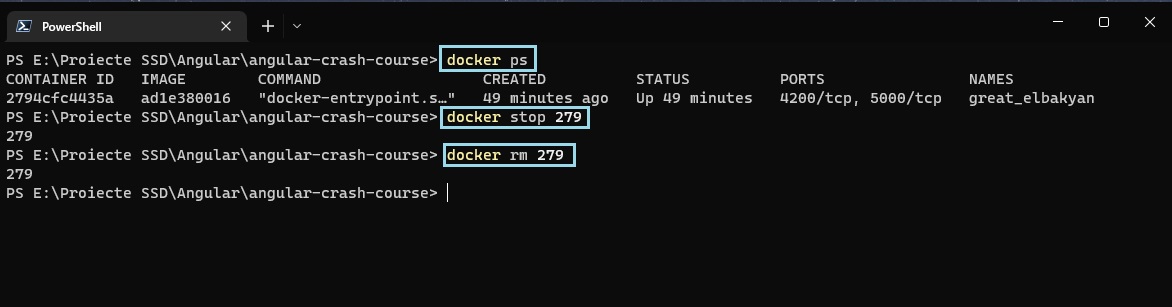 PowerShell
PS E:\Proiecte SSD\Angular\angular-crash-course> docker ps
CONTAINER ID   IMAGE        COMMAND                  CREATED          STATUS          PORTS                NAMES
2794cfc4435a   ad1e380016   "docker-entrypoint.s…"   49 minutes ago   Up 49 minutes   4200/tcp, 5000/tcp   great_elbakyan
PS E:\Proiecte SSD\Angular\angular-crash-course> docker stop 279
279
PS E:\Proiecte SSD\Angular\angular-crash-course> docker rm 279
279
PS E:\Proiecte SSD\Angular\angular-crash-course>